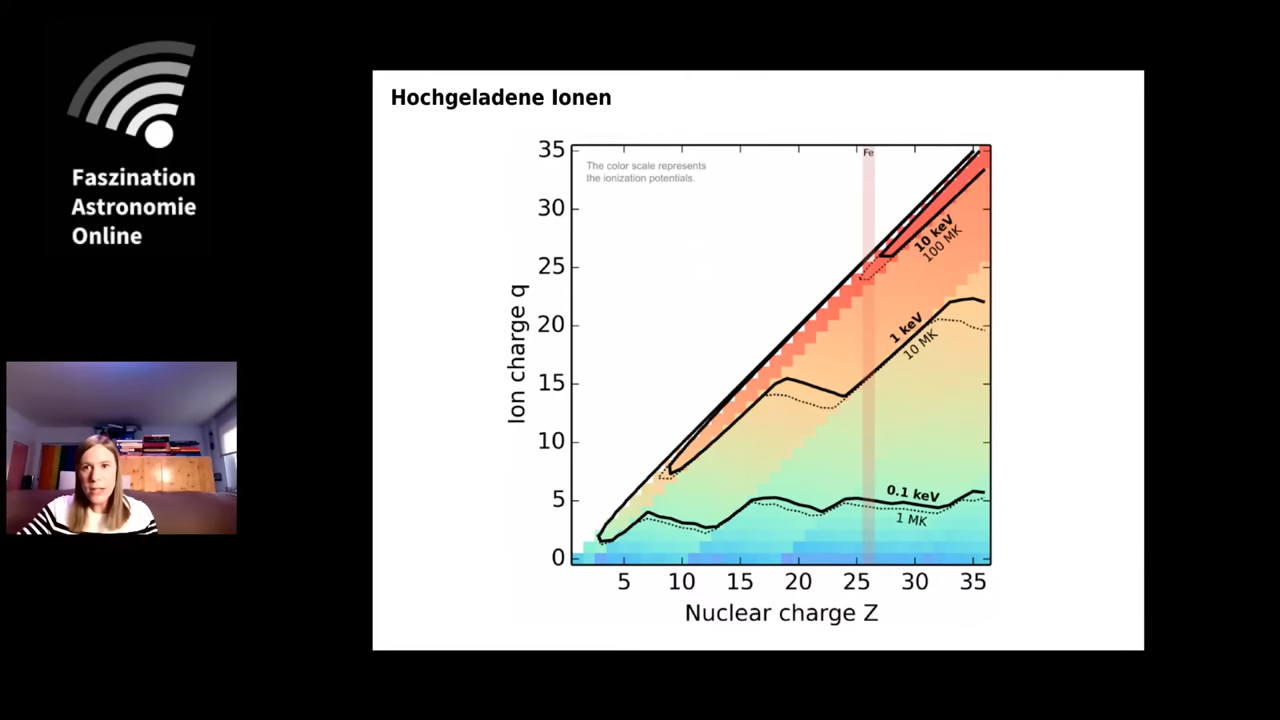 Faszination
Astronomie
Online
Hochgeladene Ionen
The color scale represents
the ionization potentials.
Fe
35
30
25
20
15
10
5
0
Ion charge q
10 keV
100 MK
1 keV
10 MK
0.1 keV
1 MK
5 10 15 20 25 30 35
Nuclear charge Z